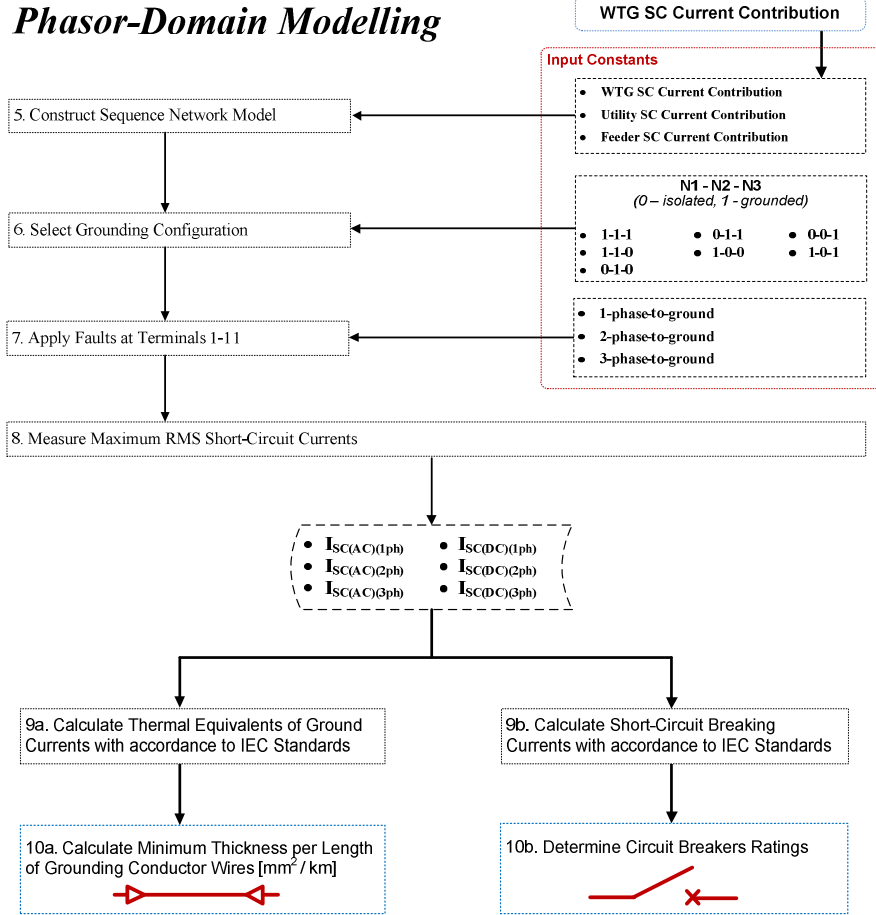 Phasor-Domain Modelling
WTG SC Current Contribution
Input Constants
• WTG SC Current Contribution
• Utility SC Current Contribution
• Feeder SC Current Contribution
5. Construct Sequence Network Model
N1 - N2 - N3
(0 – isolated, 1 - grounded)
• 1-1-1 • 0-1-1 • 0-0-1
• 1-1-0 • 1-0-0 • 1-0-1
• 0-1-0
6. Select Grounding Configuration
• 1-phase-to-ground
• 2-phase-to-ground
• 3-phase-to-ground
7. Apply Faults at Terminals 1-11
8. Measure Maximum RMS Short-Circuit Currents
• I SC(AC)(1ph) • I SC(DC)(1ph)
• I SC(AC)(2ph) • I SC(DC)(2ph)
• I SC(AC)(3ph) • I SC(DC)(3ph)
9a. Calculate Thermal Equivalents of Ground
Currents with accordance to IEC Standards
9b. Calculate Short-Circuit Breaking
Currents with accordance to IEC Standards
10a. Calculate Minimum Thickness per Length
of Grounding Conductor Wires [mm² / km]
10b. Determine Circuit Breakers Ratings